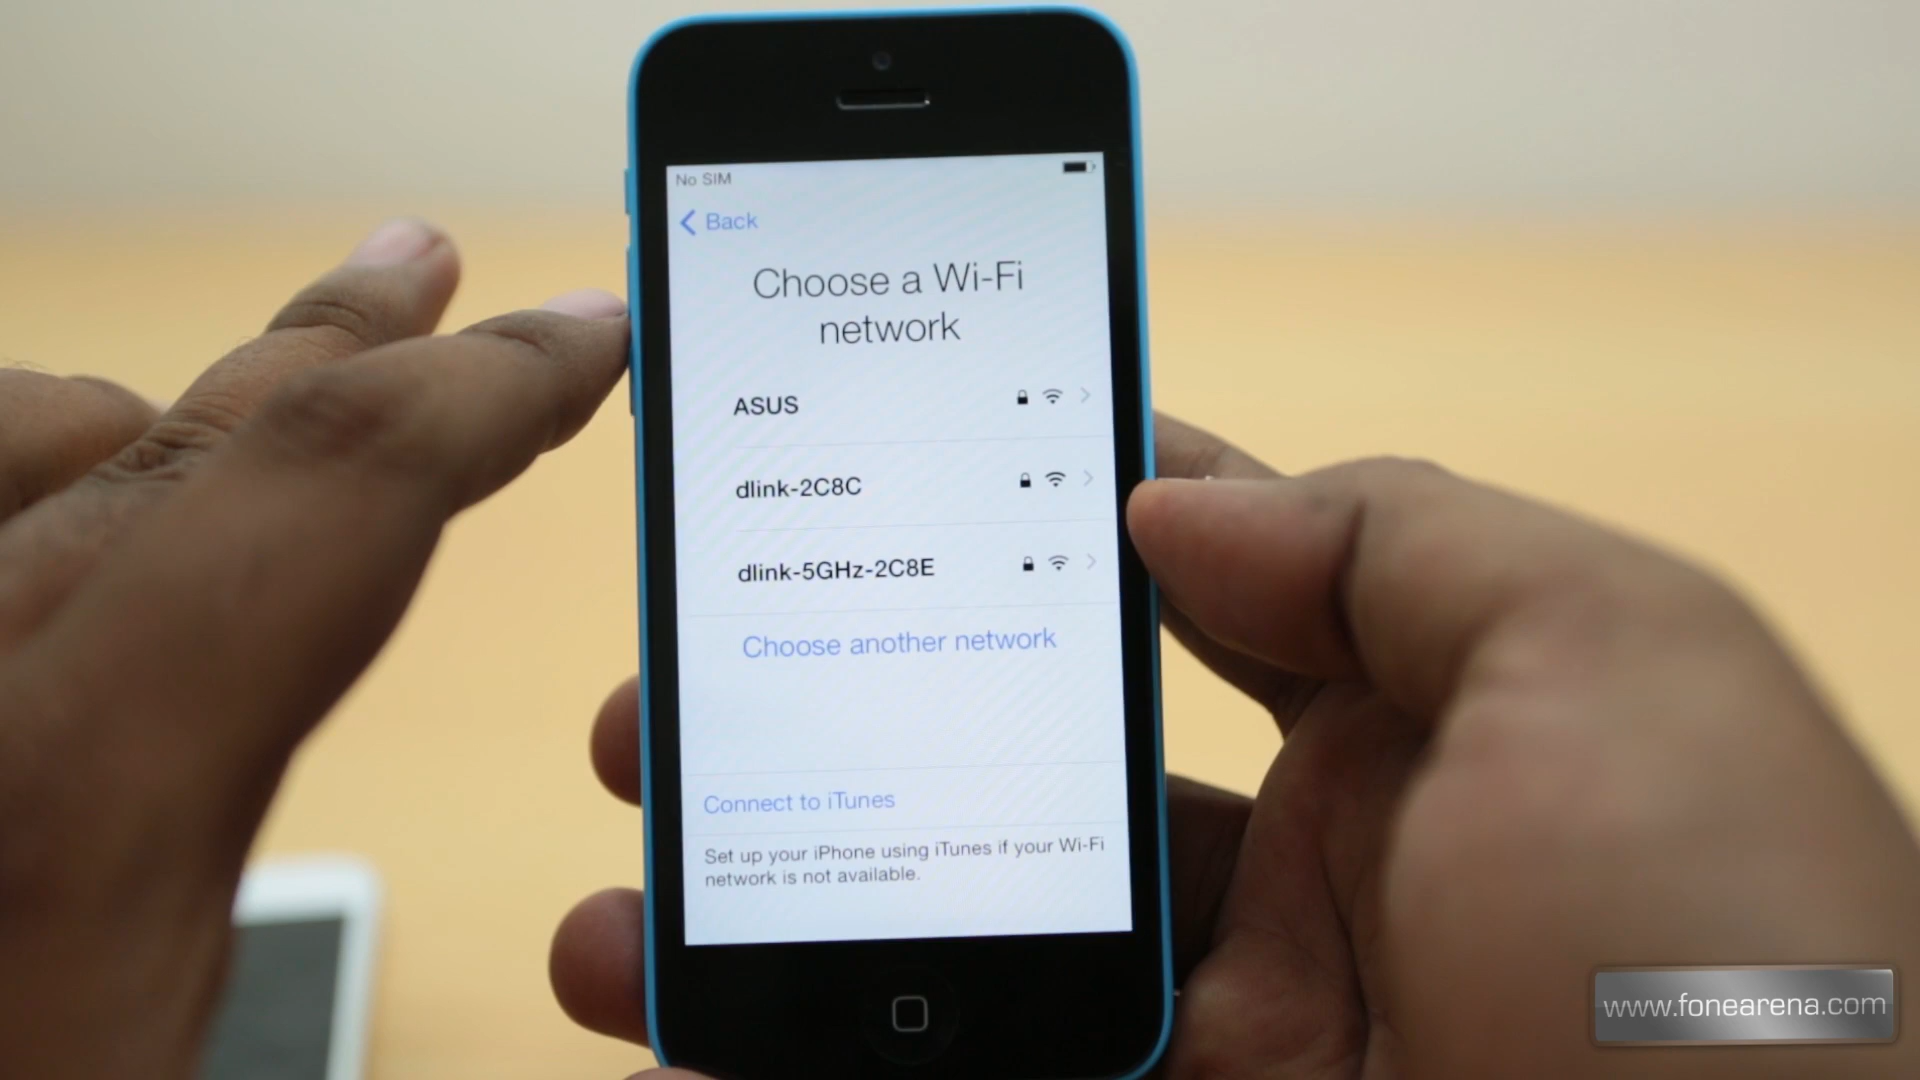 No SIM
Back
Choose a Wi-Fi
network
ASUS
dlink-2C8C
dlink-5GHz-2C8E
Choose another network
Connect to iTunes
Set up your iPhone using iTunes if your Wi-Fi
network is not available.
www.fonearena.com